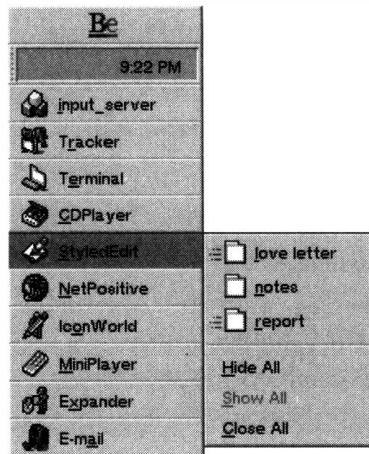 Be
9:22 PM
input_server
Tracker
Terminal
CDPlayer
StyledEdit
love letter
NetPositive
notes
IconWorld
report
MiniPlayer
Hide All
Expander
Show All
E-mail
Close All